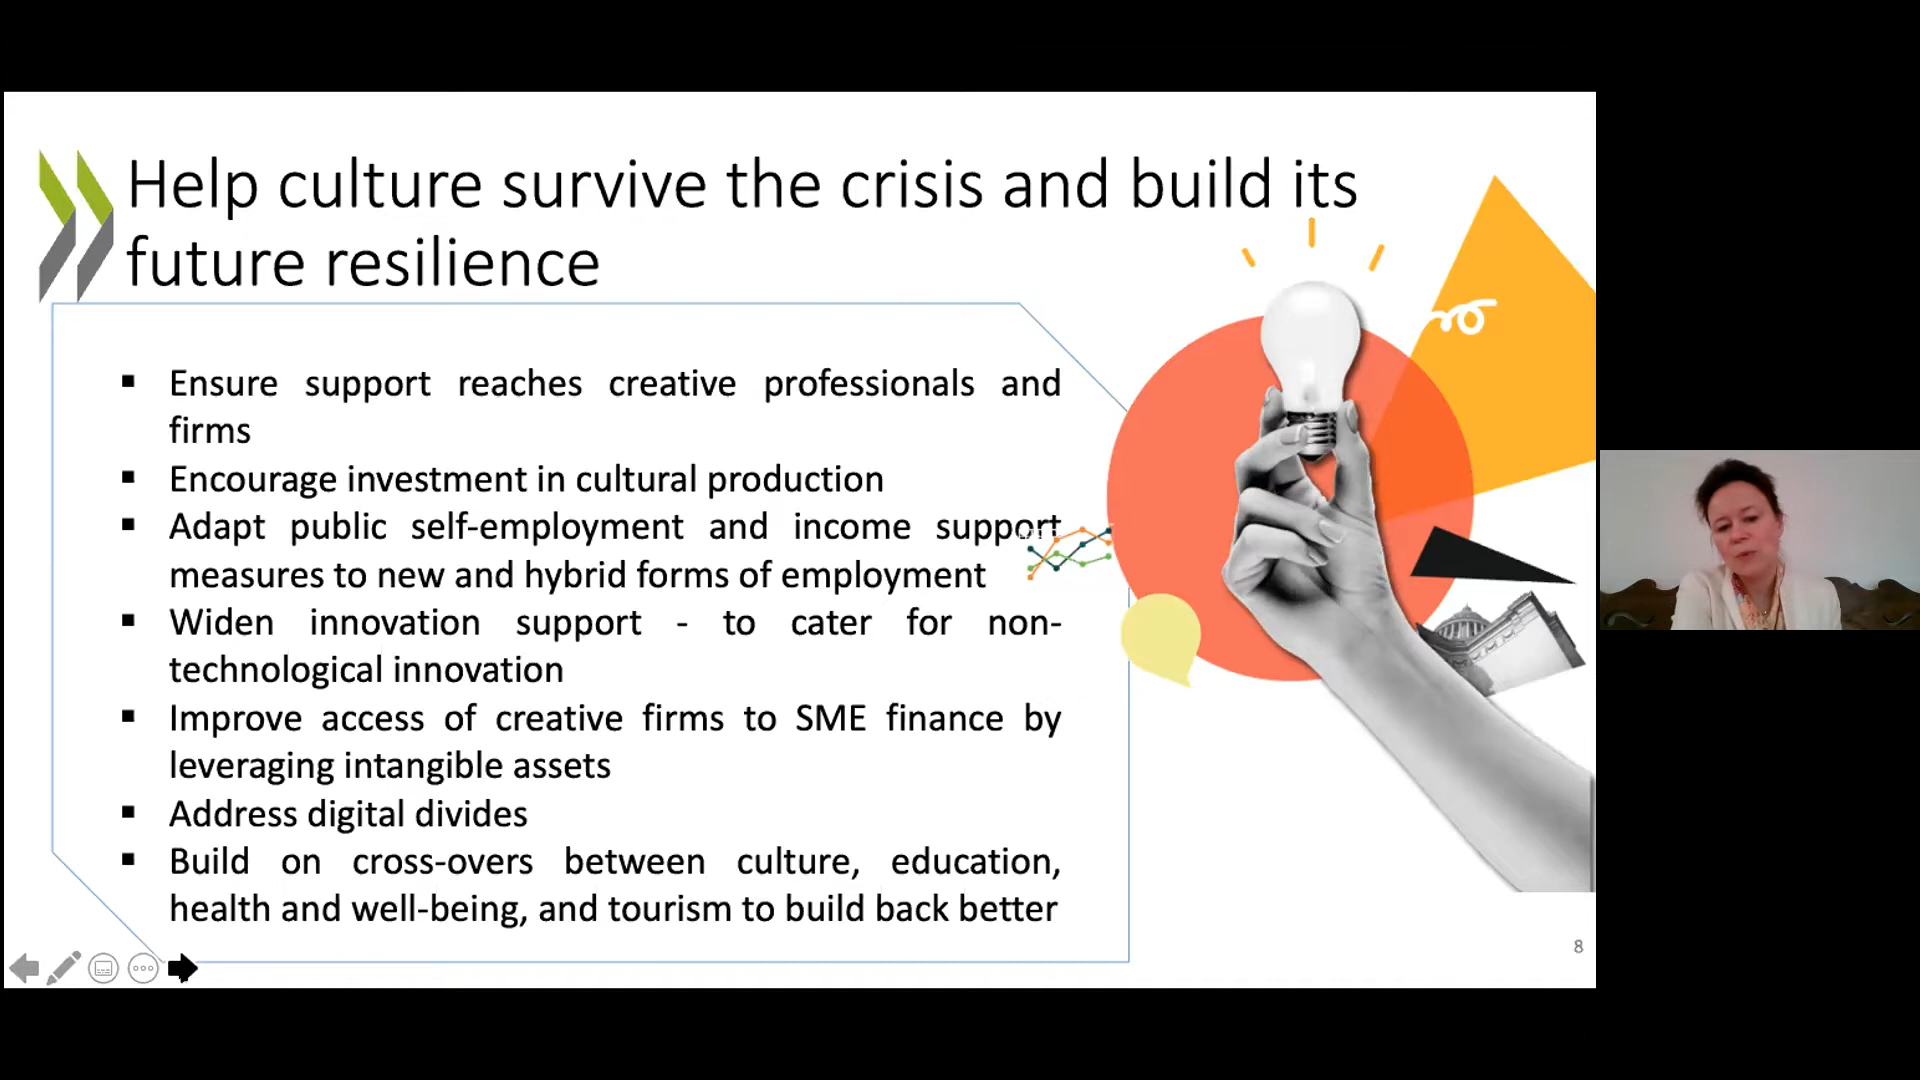 Help culture survive the crisis and build its
future resilience
▪ Ensure support reaches creative professionals and
firms
▪ Encourage investment in cultural production
▪ Adapt public self-employment and income support
measures to new and hybrid forms of employment
▪ Widen innovation support - to cater for non-
technological innovation
▪ Improve access of creative firms to SME finance by
leveraging intangible assets
▪ Address digital divides
▪ Build on cross-overs between culture, education,
health and well-being, and tourism to build back better
8